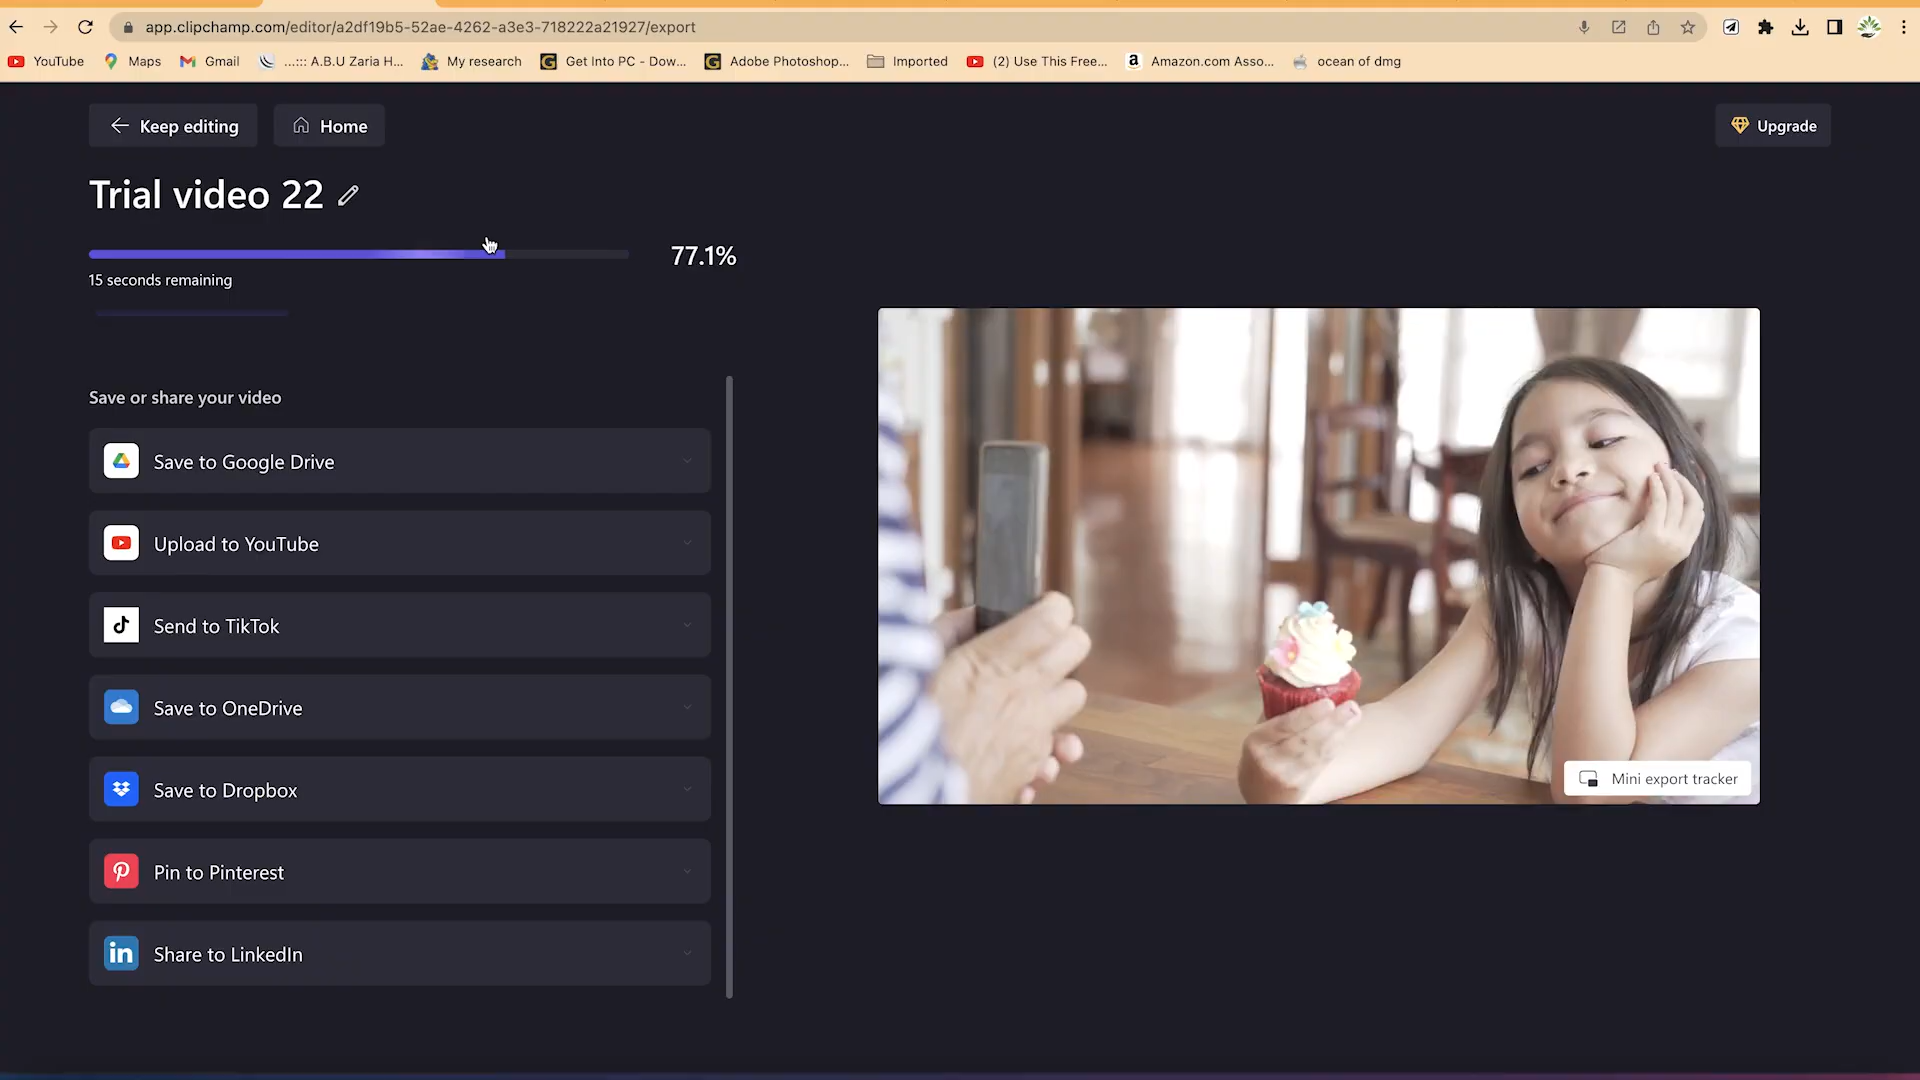 app.clipchamp.com/editor/a2df19b5-52ae-4262-a3e3-718222a21927/export
YouTube Maps Gmail ...::: A.B.U Zaria H... My research Get Into PC - Dow... Adobe Photoshop... Imported (2) Use This Free... Amazon.com Asso... ocean of dmg
Keep editing Home Upgrade
Trial video 22
77.1%
15 seconds remaining
Save or share your video
Save to Google Drive
Upload to YouTube
Send to TikTok
Save to OneDrive
Mini export tracker
Save to Dropbox
Pin to Pinterest
Share to LinkedIn